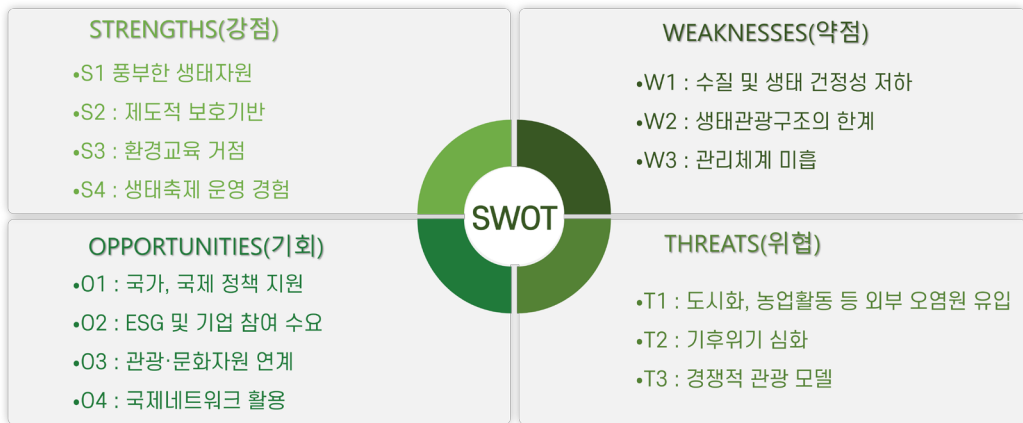 STRENGTHS(강점)
•S1 풍부한 생태자원
•S2 : 제도적 보호기반
•S3 : 환경교육 거점
•S4 : 생태축제 운영 경험
WEAKNESSES(약점)
•W1 : 수질 및 생태 건정성 저하
•W2 : 생태관광구조의 한계
•W3 : 관리체계 미흡
SWOT
OPPORTUNITIES(기회)
•O1 : 국가, 국제 정책 지원
•O2 : ESG 및 기업 참여 수요
•O3 : 관광·문화자원 연계
•O4 : 국제네트워크 활용
THREATS(위협)
•T1 : 도시화, 농업활동 등 외부 오염원 유입
•T2 : 기후위기 심화
•T3 : 경쟁적 관광 모델